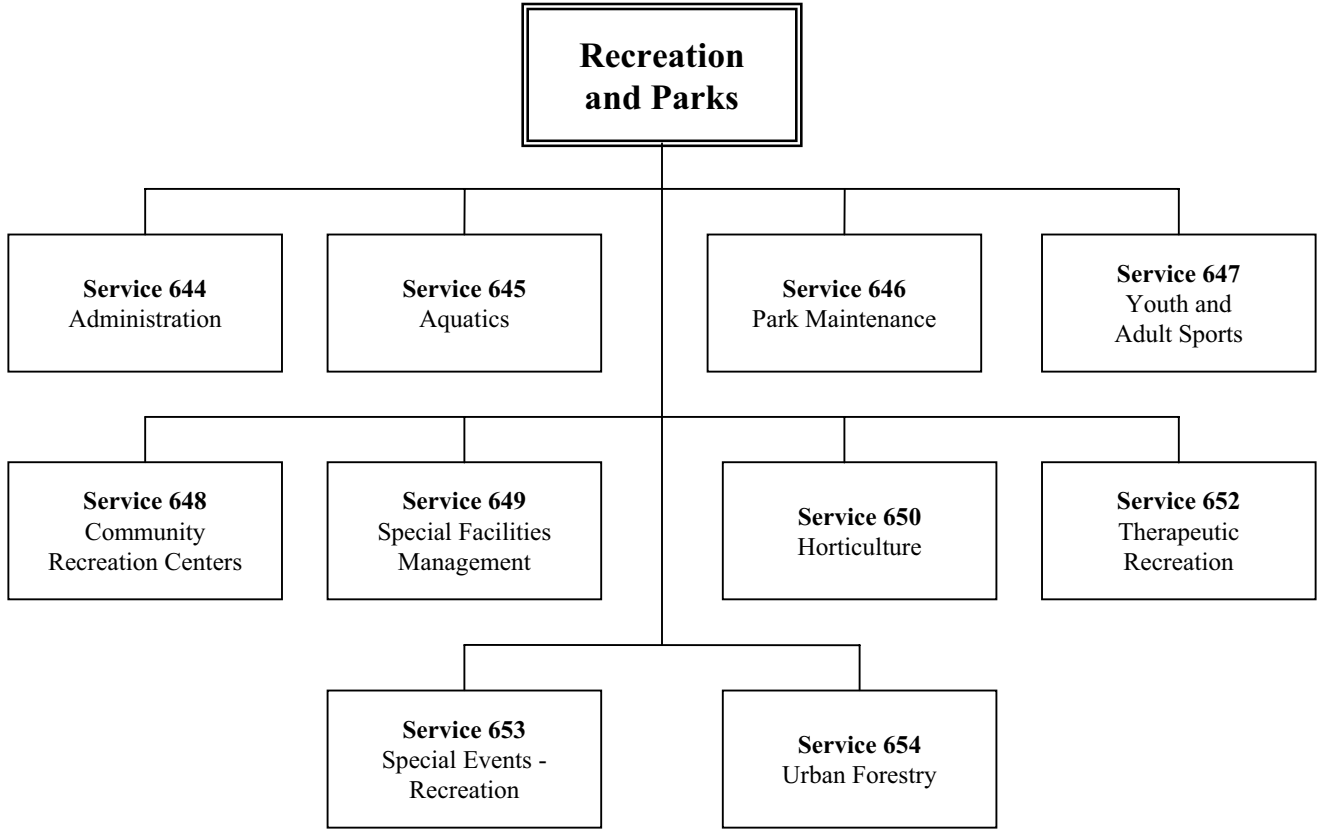 Recreation
and Parks
Service 644
Administration
Service 645
Aquatics
Service 646
Park Maintenance
Service 647
Youth and
Adult Sports
Service 648
Community
Recreation Centers
Service 649
Special Facilities
Management
Service 650
Horticulture
Service 652
Therapeutic
Recreation
Service 653
Special Events -
Recreation
Service 654
Urban Forestry